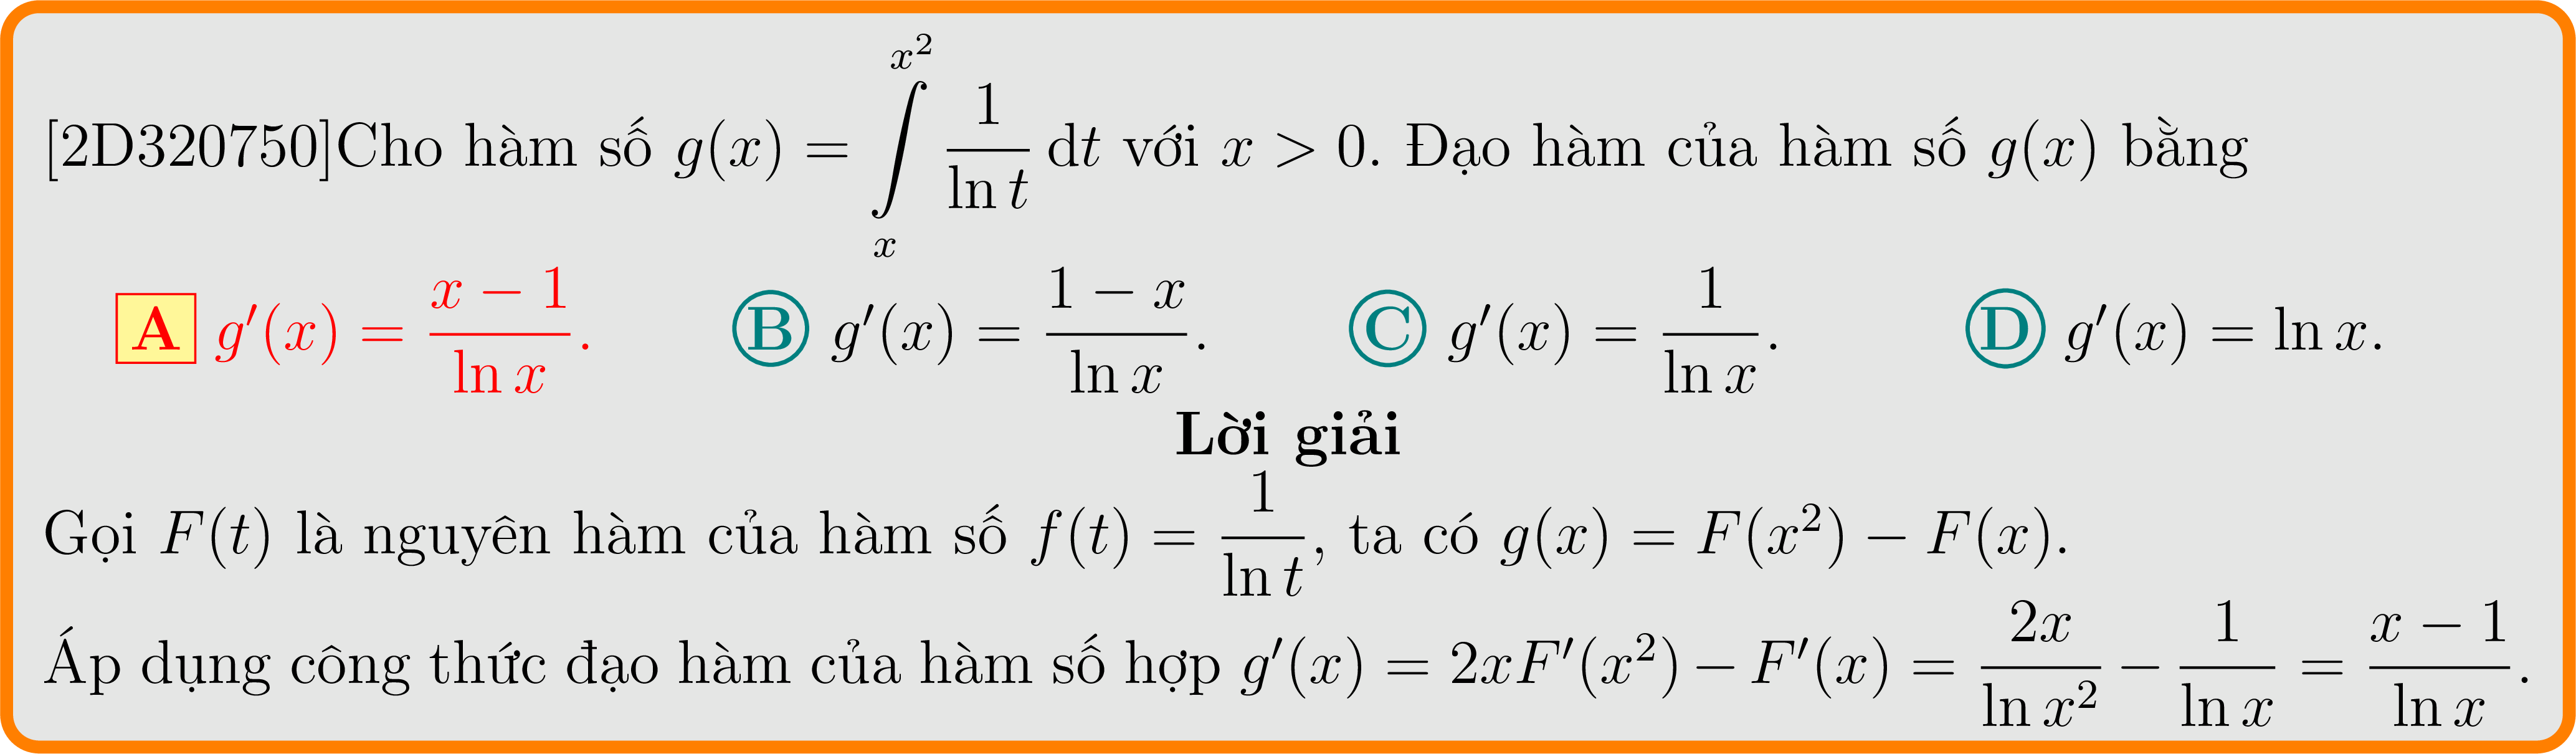 [2D320750]Cho hàm số $g(x) = \int\limits_{x}^{x^2} \frac{1}{\ln t} \, \mathrm{d}t$ với $x > 0$. Đạo hàm của hàm số $g(x)$ bằng
A $g'(x) = \frac{x-1}{\ln x}$. B $g'(x) = \frac{1-x}{\ln x}$. C $g'(x) = \frac{1}{\ln x}$. D $g'(x) = \ln x$.
Lời giải
Gọi $F(t)$ là nguyên hàm của hàm số $f(t) = \frac{1}{\ln t}$, ta có $g(x) = F(x^2) - F(x)$.
Áp dụng công thức đạo hàm của hàm số hợp $g'(x) = 2xF'(x^2) - F'(x) = \frac{2x}{\ln x^2} - \frac{1}{\ln x} = \frac{x-1}{\ln x}$.